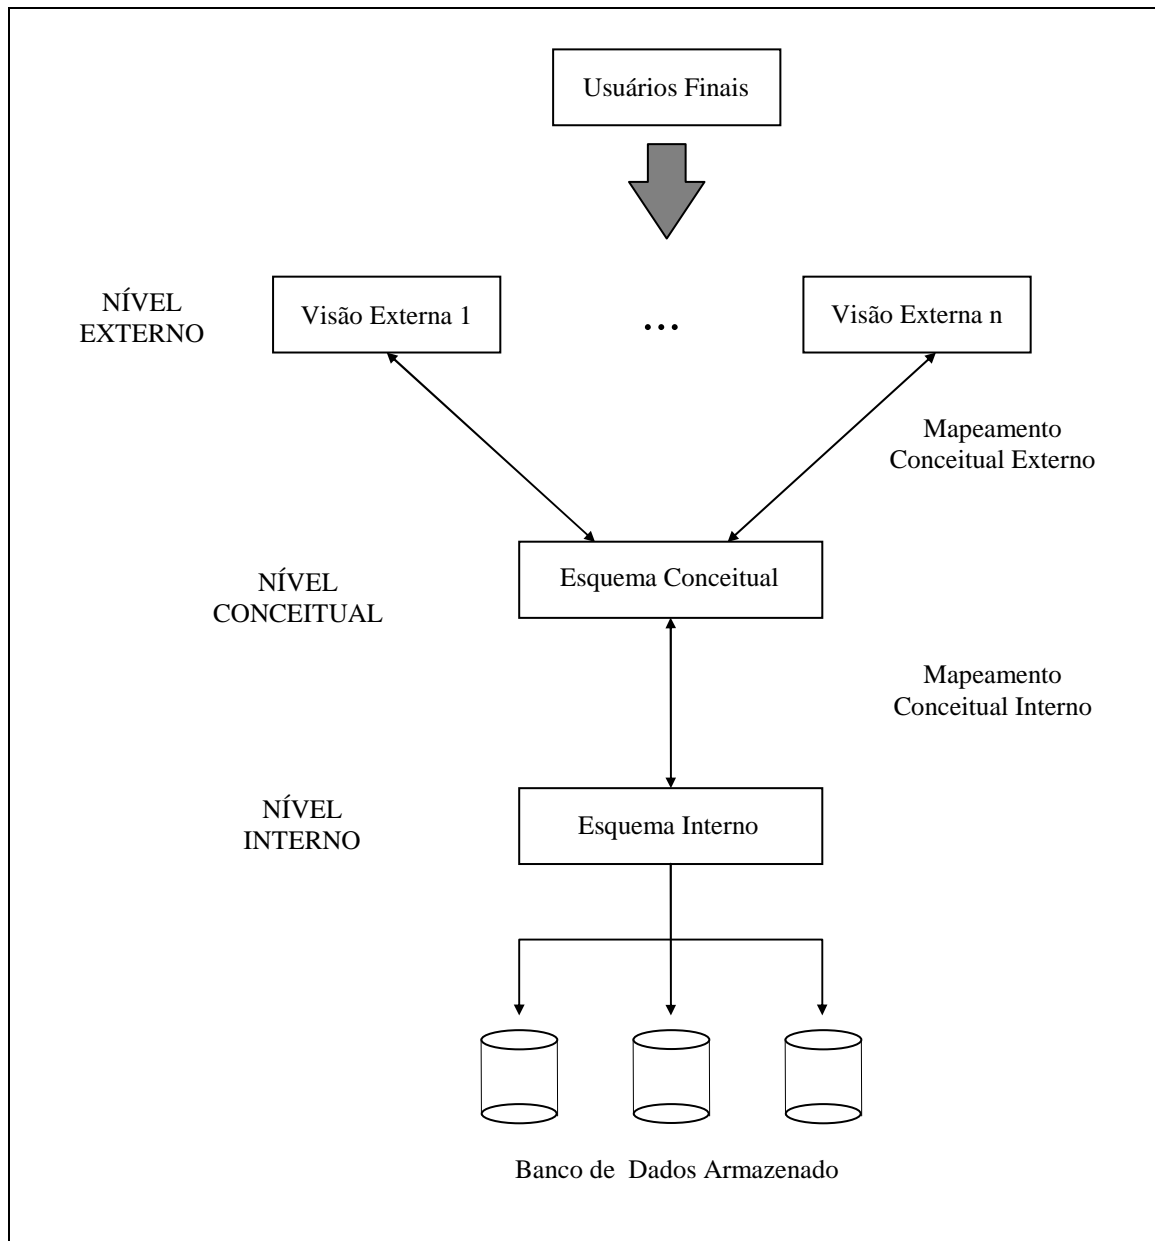 Usuários Finais
NÍVEL
EXTERNO
Visão Externa 1
...
Visão Externa n
Mapeamento
Conceitual Externo
NÍVEL
CONCEITUAL
Esquema Conceitual
Mapeamento
Conceitual Interno
NÍVEL
INTERNO
Esquema Interno
Banco de Dados Armazenado